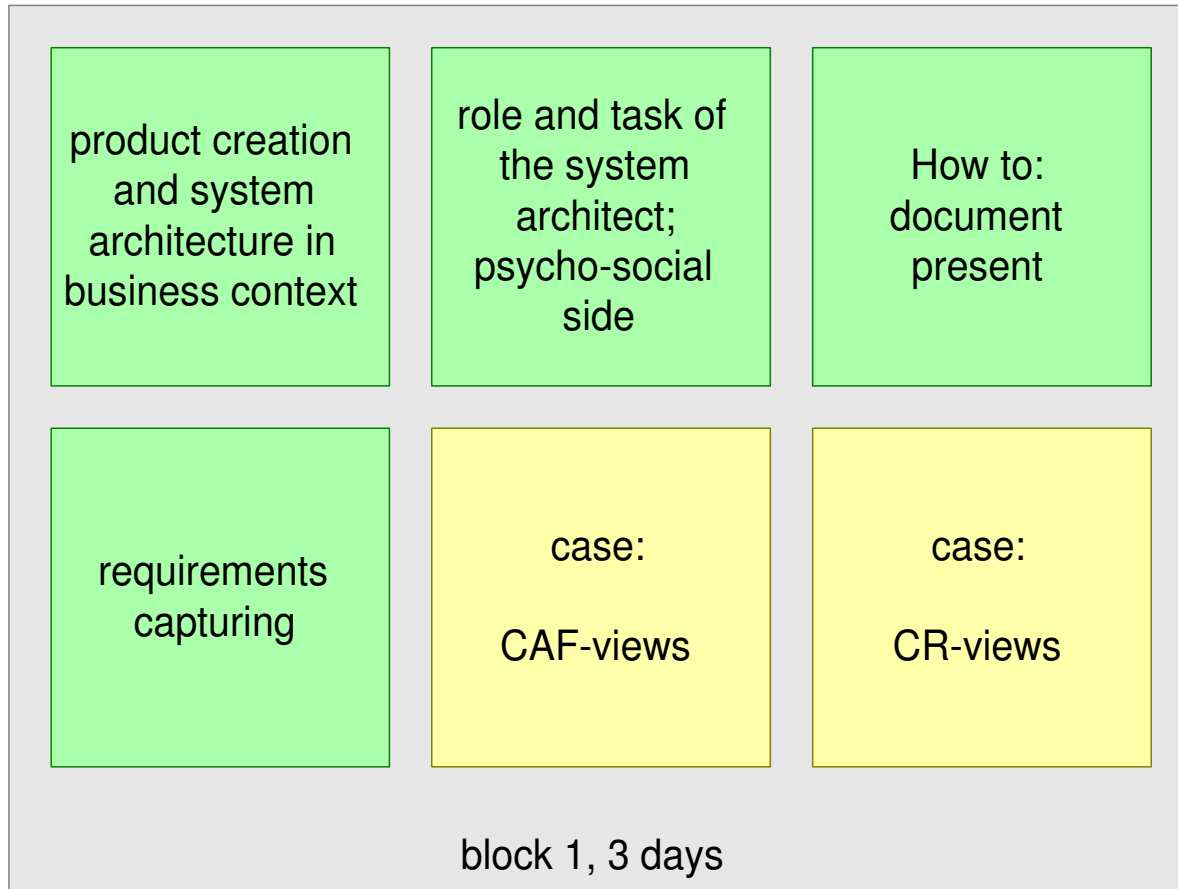 product creation
and system
architecture in
business context
role and task of
the system
architect;
psycho-social
side
How to:
document
present
requirements
capturing
case:
CAF-views
case:
CR-views
block 1, 3 days